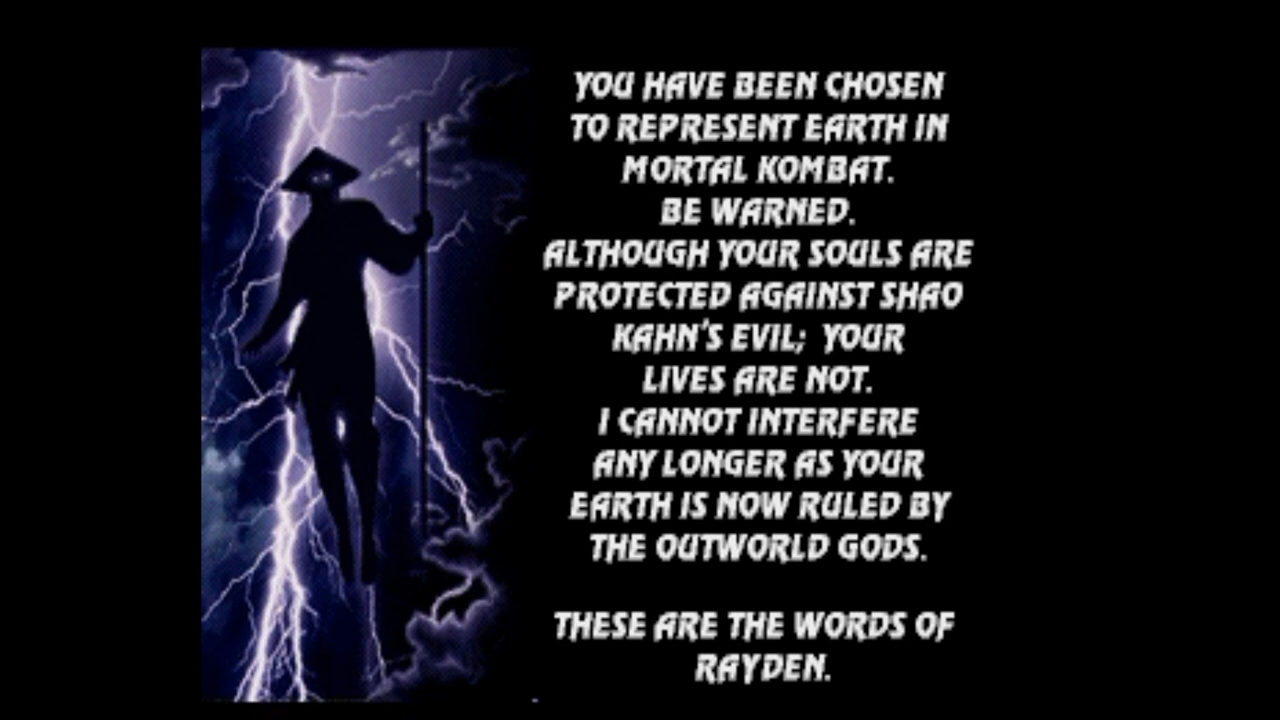 YOU HAVE BEEN CHOSEN
TO REPRESENT EARTH IN
MORTAL KOMBAT.
BE WARNED.
ALTHOUGH YOUR SOULS ARE
PROTECTED AGAINST SHAO
KAHN'S EVIL;  YOUR
LIVES ARE NOT.
I CANNOT INTERFERE
ANY LONGER AS YOUR
EARTH IS NOW RULED BY
THE OUTWORLD GODS.
THESE ARE THE WORDS OF
RAYDEN.